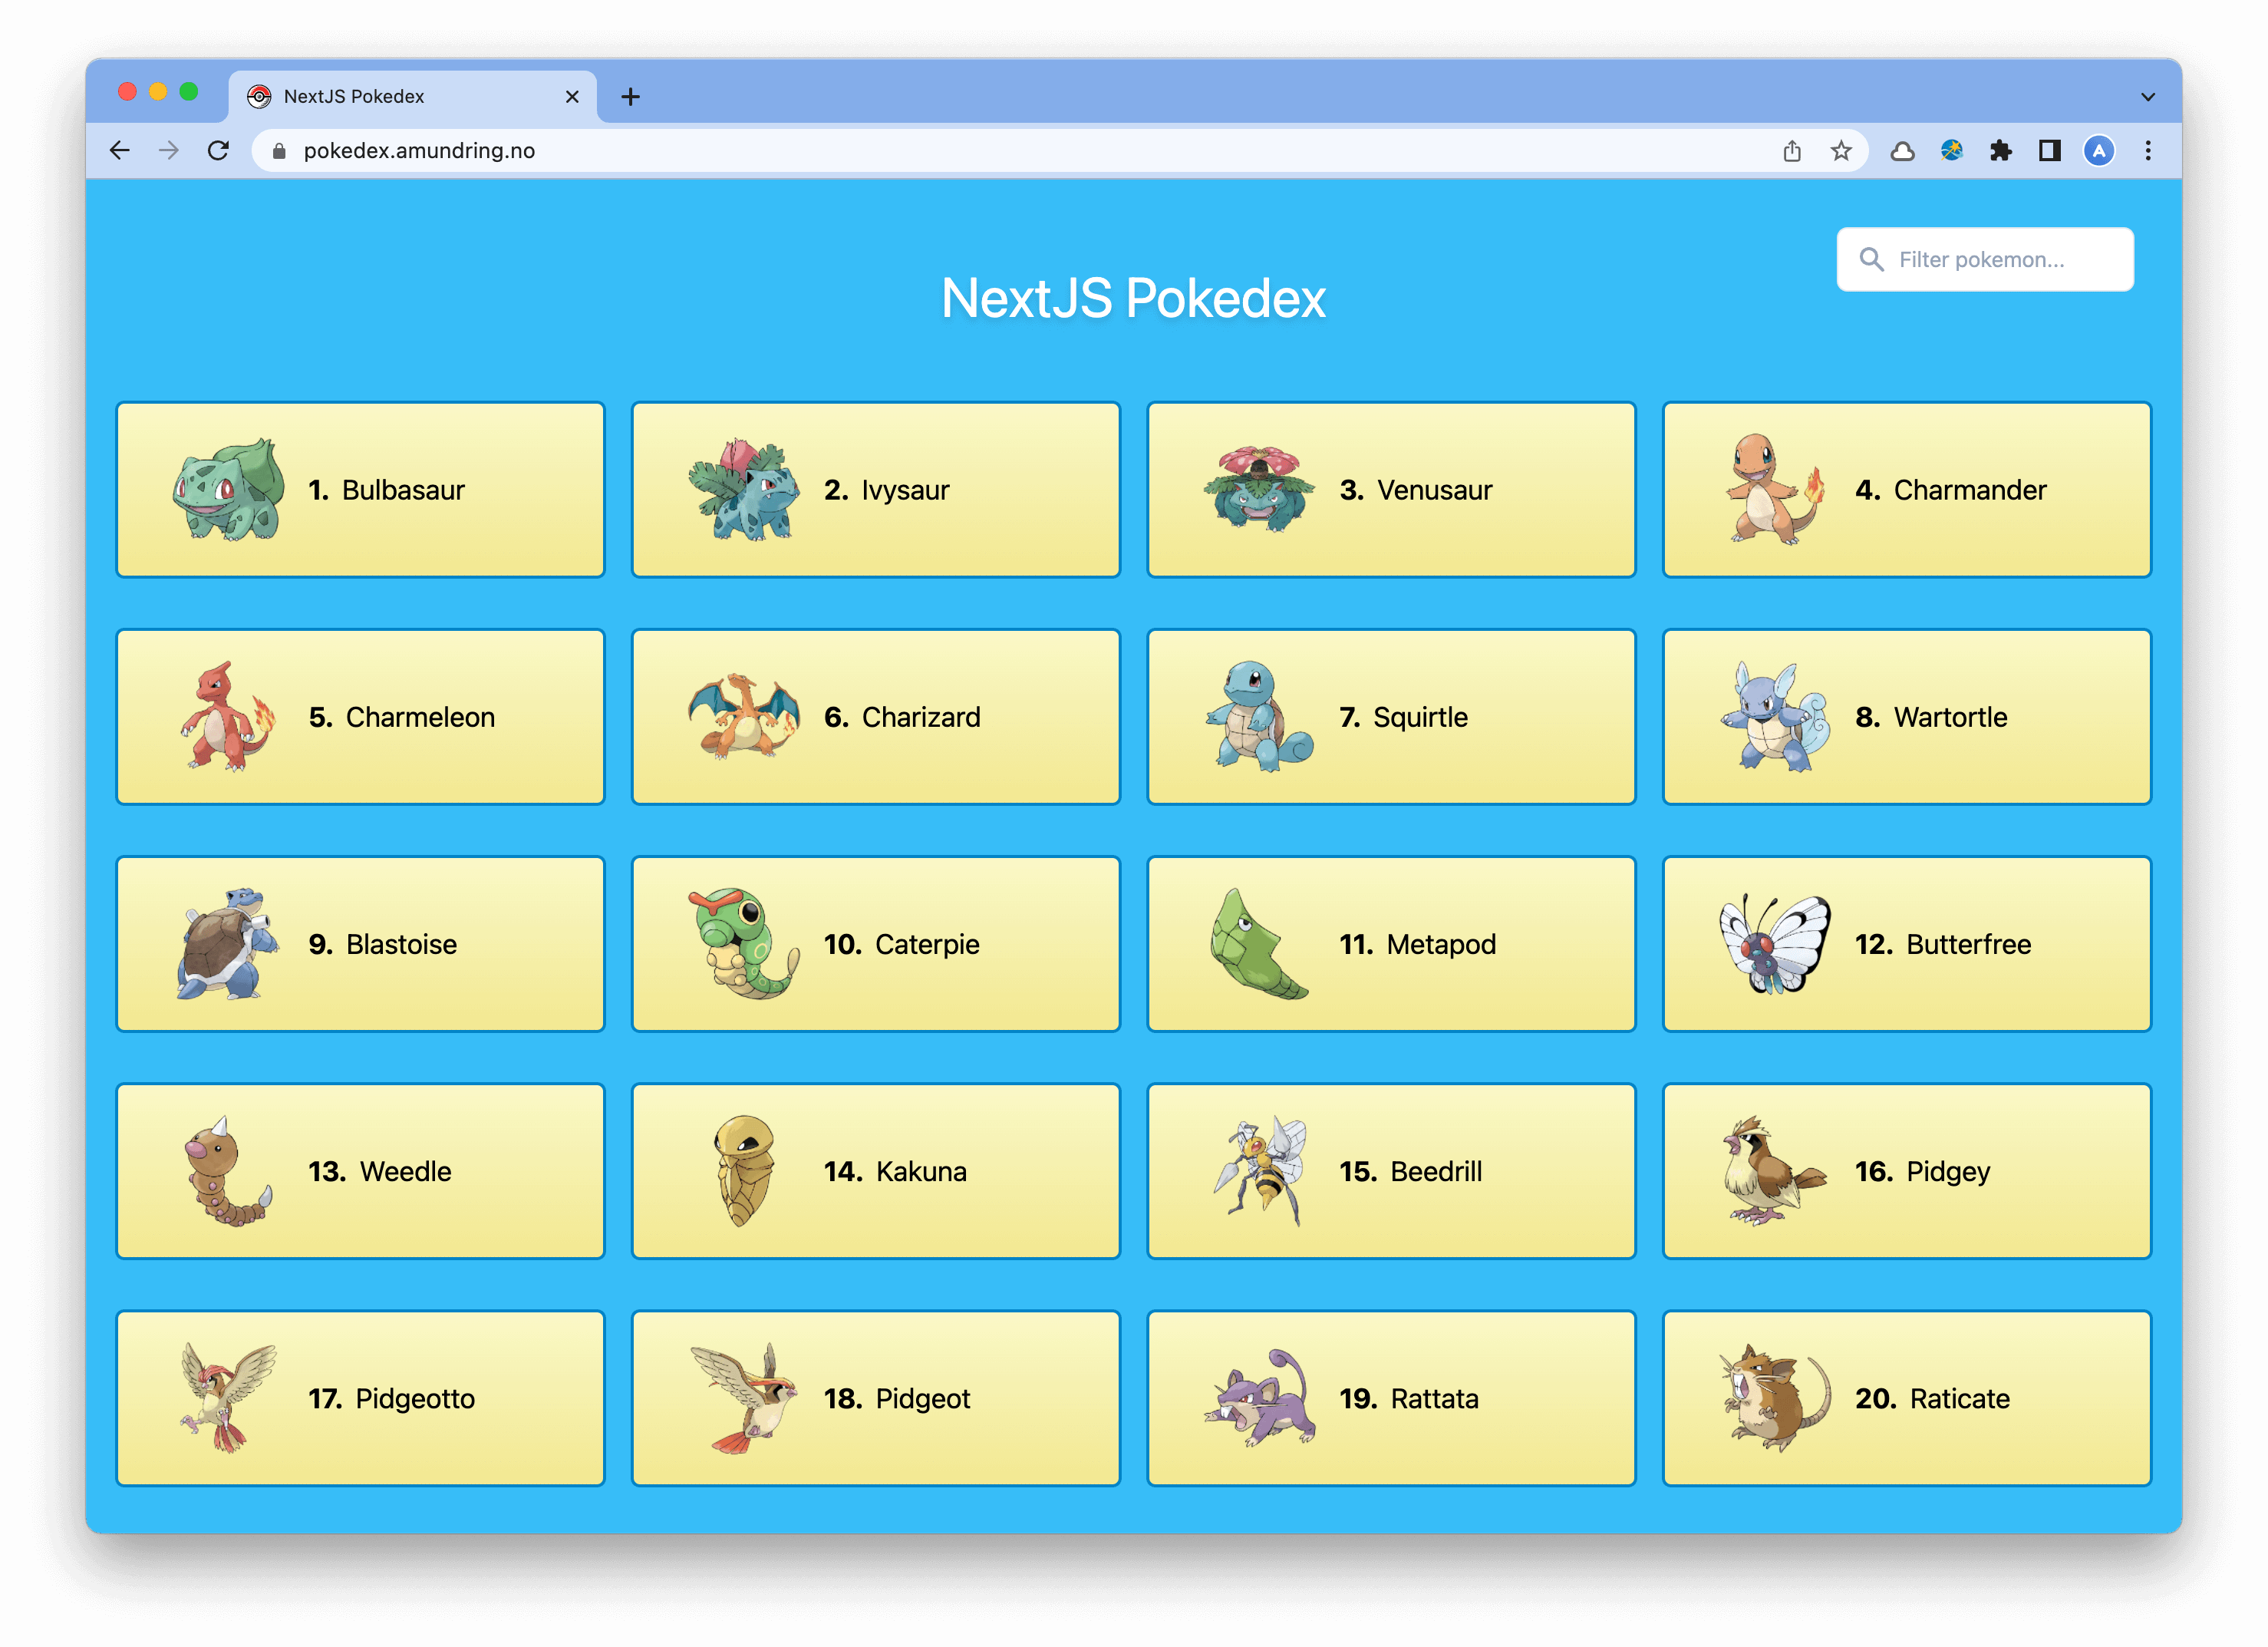 NextJS Pokedex
pokedex.amundring.no
A
Filter pokemon...
NextJS Pokedex
1. Bulbasaur
2. Ivysaur
3. Venusaur
4. Charmander
5. Charmeleon
6. Charizard
7. Squirtle
8. Wartortle
9. Blastoise
10. Caterpie
11. Metapod
12. Butterfree
13. Weedle
14. Kakuna
15. Beedrill
16. Pidgey
17. Pidgeotto
18. Pidgeot
19. Rattata
20. Raticate